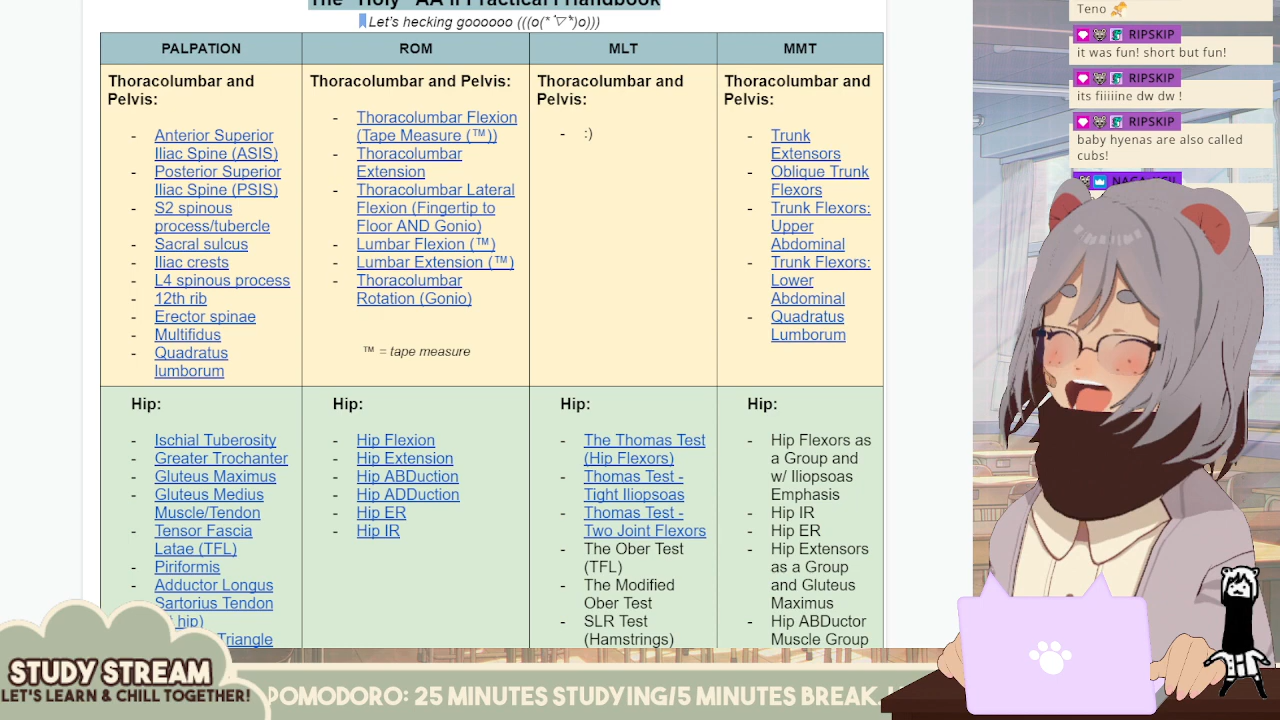 The "Holy" AA II Practical Handbook
Let's hecking goooooo (((o(*ﾟ▽ﾟ*)o)))
PALPATION
ROM
MLT
MMT
Thoracolumbar and
Pelvis:
- Anterior Superior
Iliac Spine (ASIS)
- Posterior Superior
Iliac Spine (PSIS)
- S2 spinous
process/tubercle
- Sacral sulcus
- Iliac crests
- L4 spinous process
- 12th rib
- Erector spinae
- Multifidus
- Quadratus
lumborum
Thoracolumbar and Pelvis:
- Thoracolumbar Flexion
(Tape Measure (™))
- Thoracolumbar
Extension
- Thoracolumbar Lateral
Flexion (Fingertip to
Floor AND Gonio)
- Lumbar Flexion (™)
- Lumbar Extension (™)
- Thoracolumbar
Rotation (Gonio)
™ = tape measure
Thoracolumbar and
Pelvis:
- :)
Thoracolumbar and
Pelvis:
- Trunk
Extensors
- Oblique Trunk
Flexors
- Trunk Flexors:
Upper
Abdominal
- Trunk Flexors:
Lower
Abdominal
- Quadratus
Lumborum
Hip:
- Ischial Tuberosity
- Greater Trochanter
- Gluteus Maximus
- Gluteus Medius
Muscle/Tendon
- Tensor Fascia
Latae (TFL)
- Piriformis
- Adductor Longus
Sartorius Tendon
hip)
Triangle
Hip:
- Hip Flexion
- Hip Extension
- Hip ABDuction
- Hip ADDuction
- Hip ER
- Hip IR
Hip:
- The Thomas Test
(Hip Flexors)
- Thomas Test -
Tight Iliopsoas
- Thomas Test -
Two Joint Flexors
- The Ober Test
(TFL)
- The Modified
Ober Test
- SLR Test
(Hamstrings)
Hip:
- Hip Flexors as
a Group and
w/ Iliopsoas
Emphasis
- Hip IR
- Hip ER
- Hip Extensors
as a Group
and Gluteus
Maximus
- Hip ABDuctor
Muscle Group
Teno
RIPSKIP
it was fun! short but fun!
RIPSKIP
its fiiiiine dw dw !
RIPSKIP
baby hyenas are also called
cubs!
STUDY STREAM
LET'S LEARN & CHILL TOGETHER!
POMODORO: 25 MINUTES STUDYING/5 MINUTES BREAK.